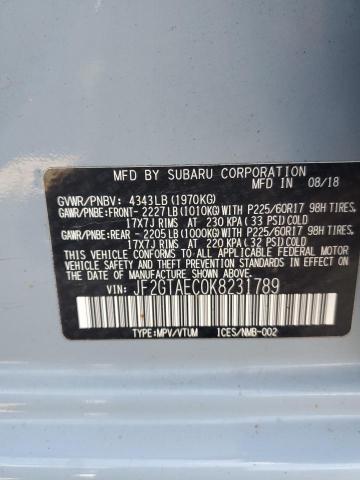 MFD BY SUBARU CORPORATION
MADE IN 08/18
GVWR/PNBV: 4343LB(1970KG)
GAWR/PNBE:FRONT- 2227LB(1010KG)WITH P225/60R17 98H TIRES.
17X7J RIMS AT 230 KPA (33 PSI)COLD
GAWR/PNBE:REAR - 2205LB(1000KG)WITH P225/60R17 98H TIRES.
17X7J RIMS AT 220 KPA (32 PSI)COLD
THIS VEHICLE CONFORMS TO ALL APPLICABLE FEDERAL
MOTOR VEHICLE SAFETY, BUMPER, AND THEFT PREVENTION
STANDARDS IN EFFECT ON THE DATE OF MANUFACTURE SHOWN ABOVE.
VIN: JF2GTAEC0K8231789
TYPE:MPV/VTUM ICES/NMB-002